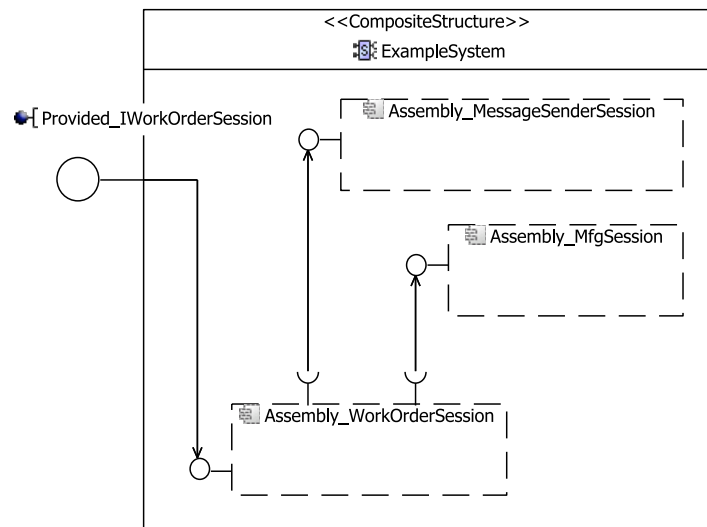 <<CompositeStructure>>
ExampleSystem
Provided_IWorkOrderSession
Assembly_MessageSenderSession
Assembly_MfgSession
Assembly_WorkOrderSession